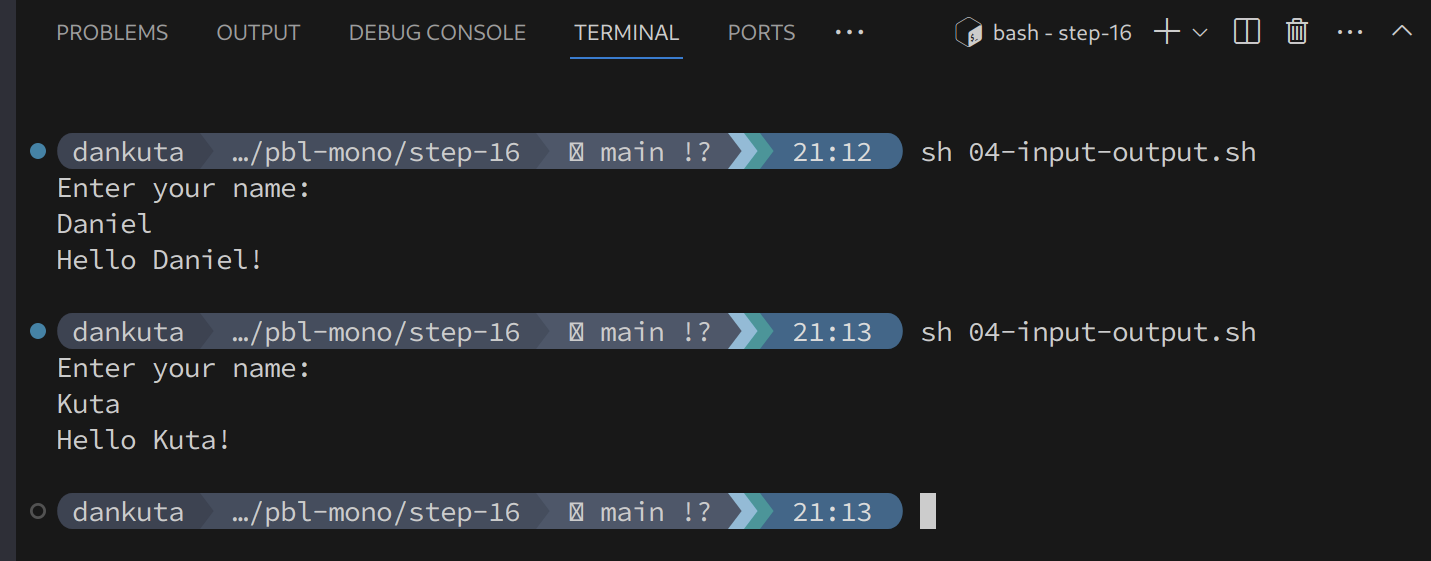 PROBLEMS OUTPUT DEBUG CONSOLE TERMINAL PORTS ··· bash - step-16 ···
dankuta …/pbl-mono/step-16 main !? 21:12 sh 04-input-output.sh
Enter your name:
Daniel
Hello Daniel!
dankuta …/pbl-mono/step-16 main !? 21:13 sh 04-input-output.sh
Enter your name:
Kuta
Hello Kuta!
dankuta …/pbl-mono/step-16 main !? 21:13